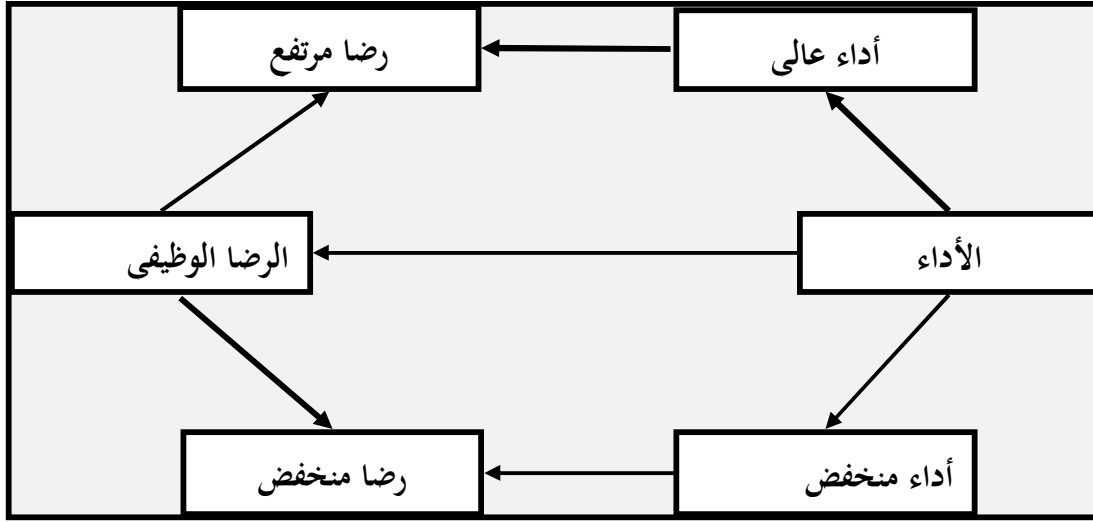 أداء عالى
رضا مرتفع
الأداء
الرضا الوظيفى
أداء منخفض
رضا منخفض